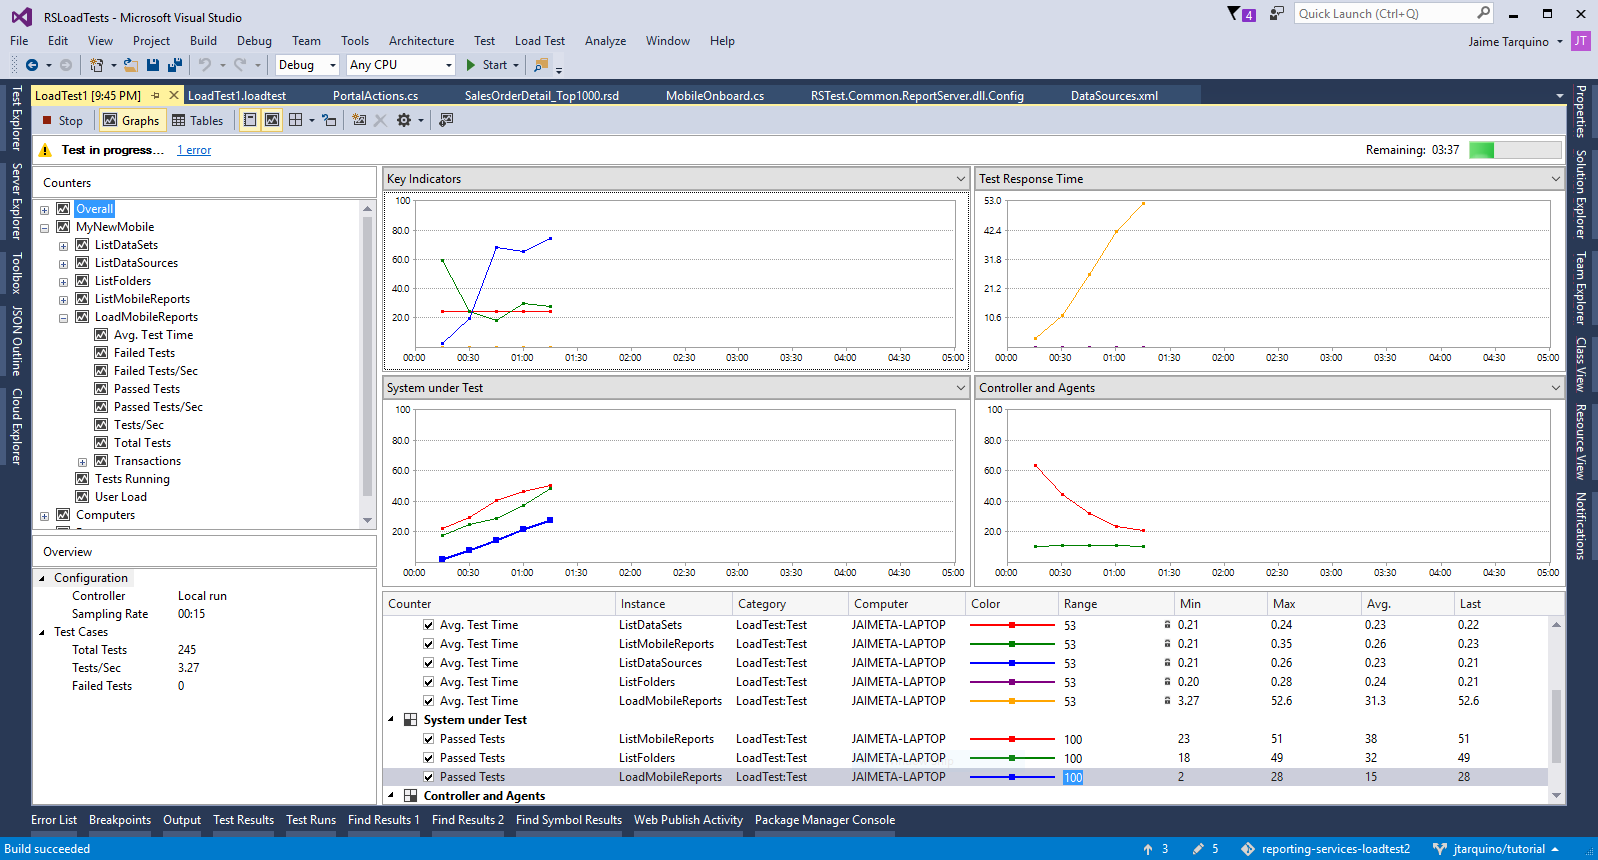 RSLoadTests - Microsoft Visual Studio
4
Quick Launch (Ctrl+Q)
File Edit View Project Build Debug Team Tools Architecture Test Load Test Analyze Window Help
Jaime Tarquino JT
Debug Any CPU Start
LoadTest1 [9:45 PM] LoadTest1.loadtest PortalActions.cs SalesOrderDetail_Top1000.rsd MobileOnboard.cs RSTest.Common.ReportServer.dll.Config DataSources.xml
Stop Graphs Tables
Test in progress... 1 error
Remaining: 03:37
Test Explorer
Server Explorer
Toolbox
JSON Outline
Cloud Explorer
Counters
Overall
MyNewMobile
ListDataSets
ListDataSources
ListFolders
ListMobileReports
LoadMobileReports
Avg. Test Time
Failed Tests
Failed Tests/Sec
Passed Tests
Passed Tests/Sec
Tests/Sec
Total Tests
Transactions
Tests Running
User Load
Computers
Overview
Configuration
Controller Local run
Sampling Rate 00:15
Test Cases
Total Tests 245
Tests/Sec 3.27
Failed Tests 0
Key Indicators
100
80.0
60.0
40.0
20.0
00:00 00:30 01:00 01:30 02:00 02:30 03:00 03:30 04:00 04:30 05:00
Test Response Time
53.0
42.4
31.8
21.2
10.6
00:00 00:30 01:00 01:30 02:00 02:30 03:00 03:30 04:00 04:30 05:00
System under Test
100
80.0
60.0
40.0
20.0
00:00 00:30 01:00 01:30 02:00 02:30 03:00 03:30 04:00 04:30 05:00
Controller and Agents
100
80.0
60.0
40.0
20.0
00:00 00:30 01:00 01:30 02:00 02:30 03:00 03:30 04:00 04:30 05:00
Counter Instance Category Computer Color Range Min Max Avg. Last
Avg. Test Time ListDataSets LoadTest:Test JAIMETA-LAPTOP 53 0.21 0.24 0.23 0.22
Avg. Test Time ListMobileReports LoadTest:Test JAIMETA-LAPTOP 53 0.21 0.35 0.26 0.23
Avg. Test Time ListDataSources LoadTest:Test JAIMETA-LAPTOP 53 0.21 0.26 0.23 0.21
Avg. Test Time ListFolders LoadTest:Test JAIMETA-LAPTOP 53 0.20 0.28 0.24 0.21
Avg. Test Time LoadMobileReports LoadTest:Test JAIMETA-LAPTOP 53 3.27 52.6 31.3 52.6
System under Test
Passed Tests ListMobileReports LoadTest:Test JAIMETA-LAPTOP 100 23 51 38 51
Passed Tests ListFolders LoadTest:Test JAIMETA-LAPTOP 100 18 49 32 49
Passed Tests LoadMobileReports LoadTest:Test JAIMETA-LAPTOP 100 2 28 15 28
Controller and Agents
Properties
Solution Explorer
Team Explorer
Class View
Resource View
Notifications
Error List Breakpoints Output Test Results Test Runs Find Results 1 Find Results 2 Find Symbol Results Web Publish Activity Package Manager Console
Build succeeded
3 5 reporting-services-loadtest2 jtarquino/tutorial